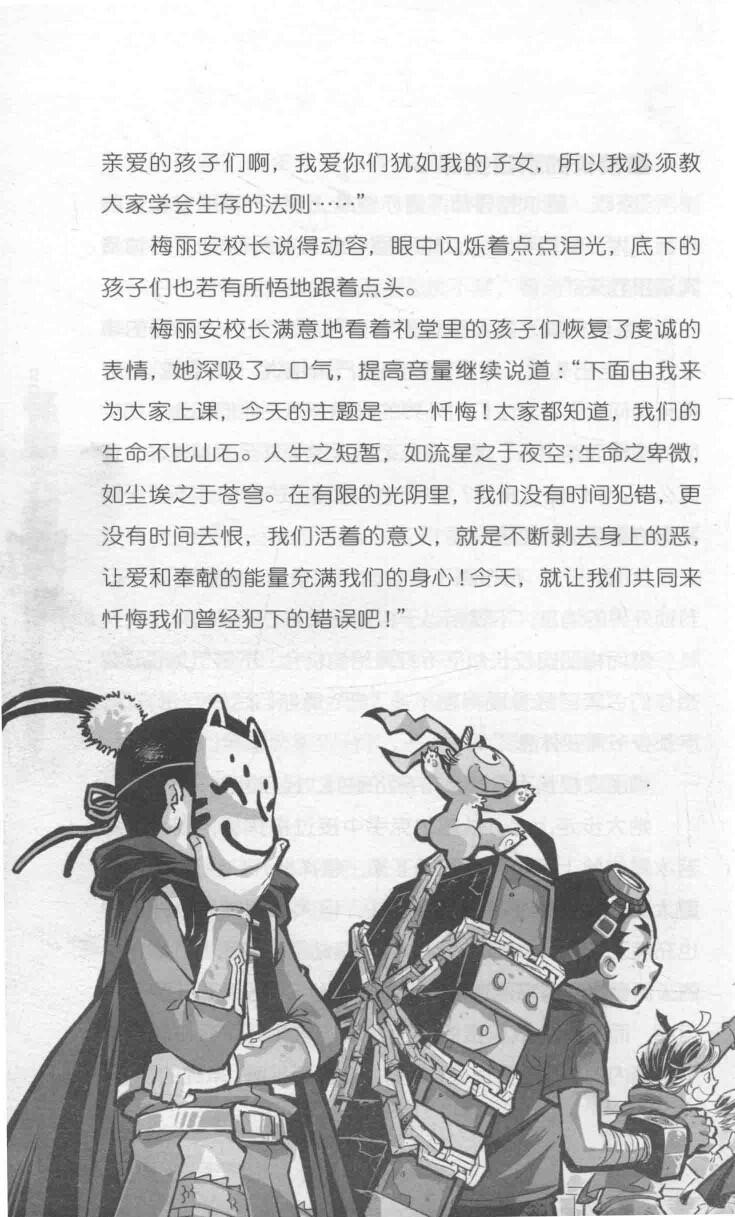 亲爱的孩子们啊，我爱你们犹如我的子女，所以我必须教
大家学会生存的法则……”
梅丽安校长说得动容，眼中闪烁着点点泪光，底下的
孩子们也若有所悟地跟着点头。
梅丽安校长满意地看着礼堂里的孩子们恢复了虔诚的
表情，她深吸了一口气，提高音量继续说道：“下面由我来
为大家上课，今天的主题是——忏悔！大家都知道，我们的
生命不比山石。人生之短暂，如流星之于夜空；生命之卑微，
如尘埃之于苍穹。在有限的光阴里，我们没有时间犯错，更
没有时间去恨，我们活着的意义，就是不断剥去身上的恶，
让爱和奉献的能量充满我们的身心！今天，就让我们共同来
忏悔我们曾经犯下的错误吧！”